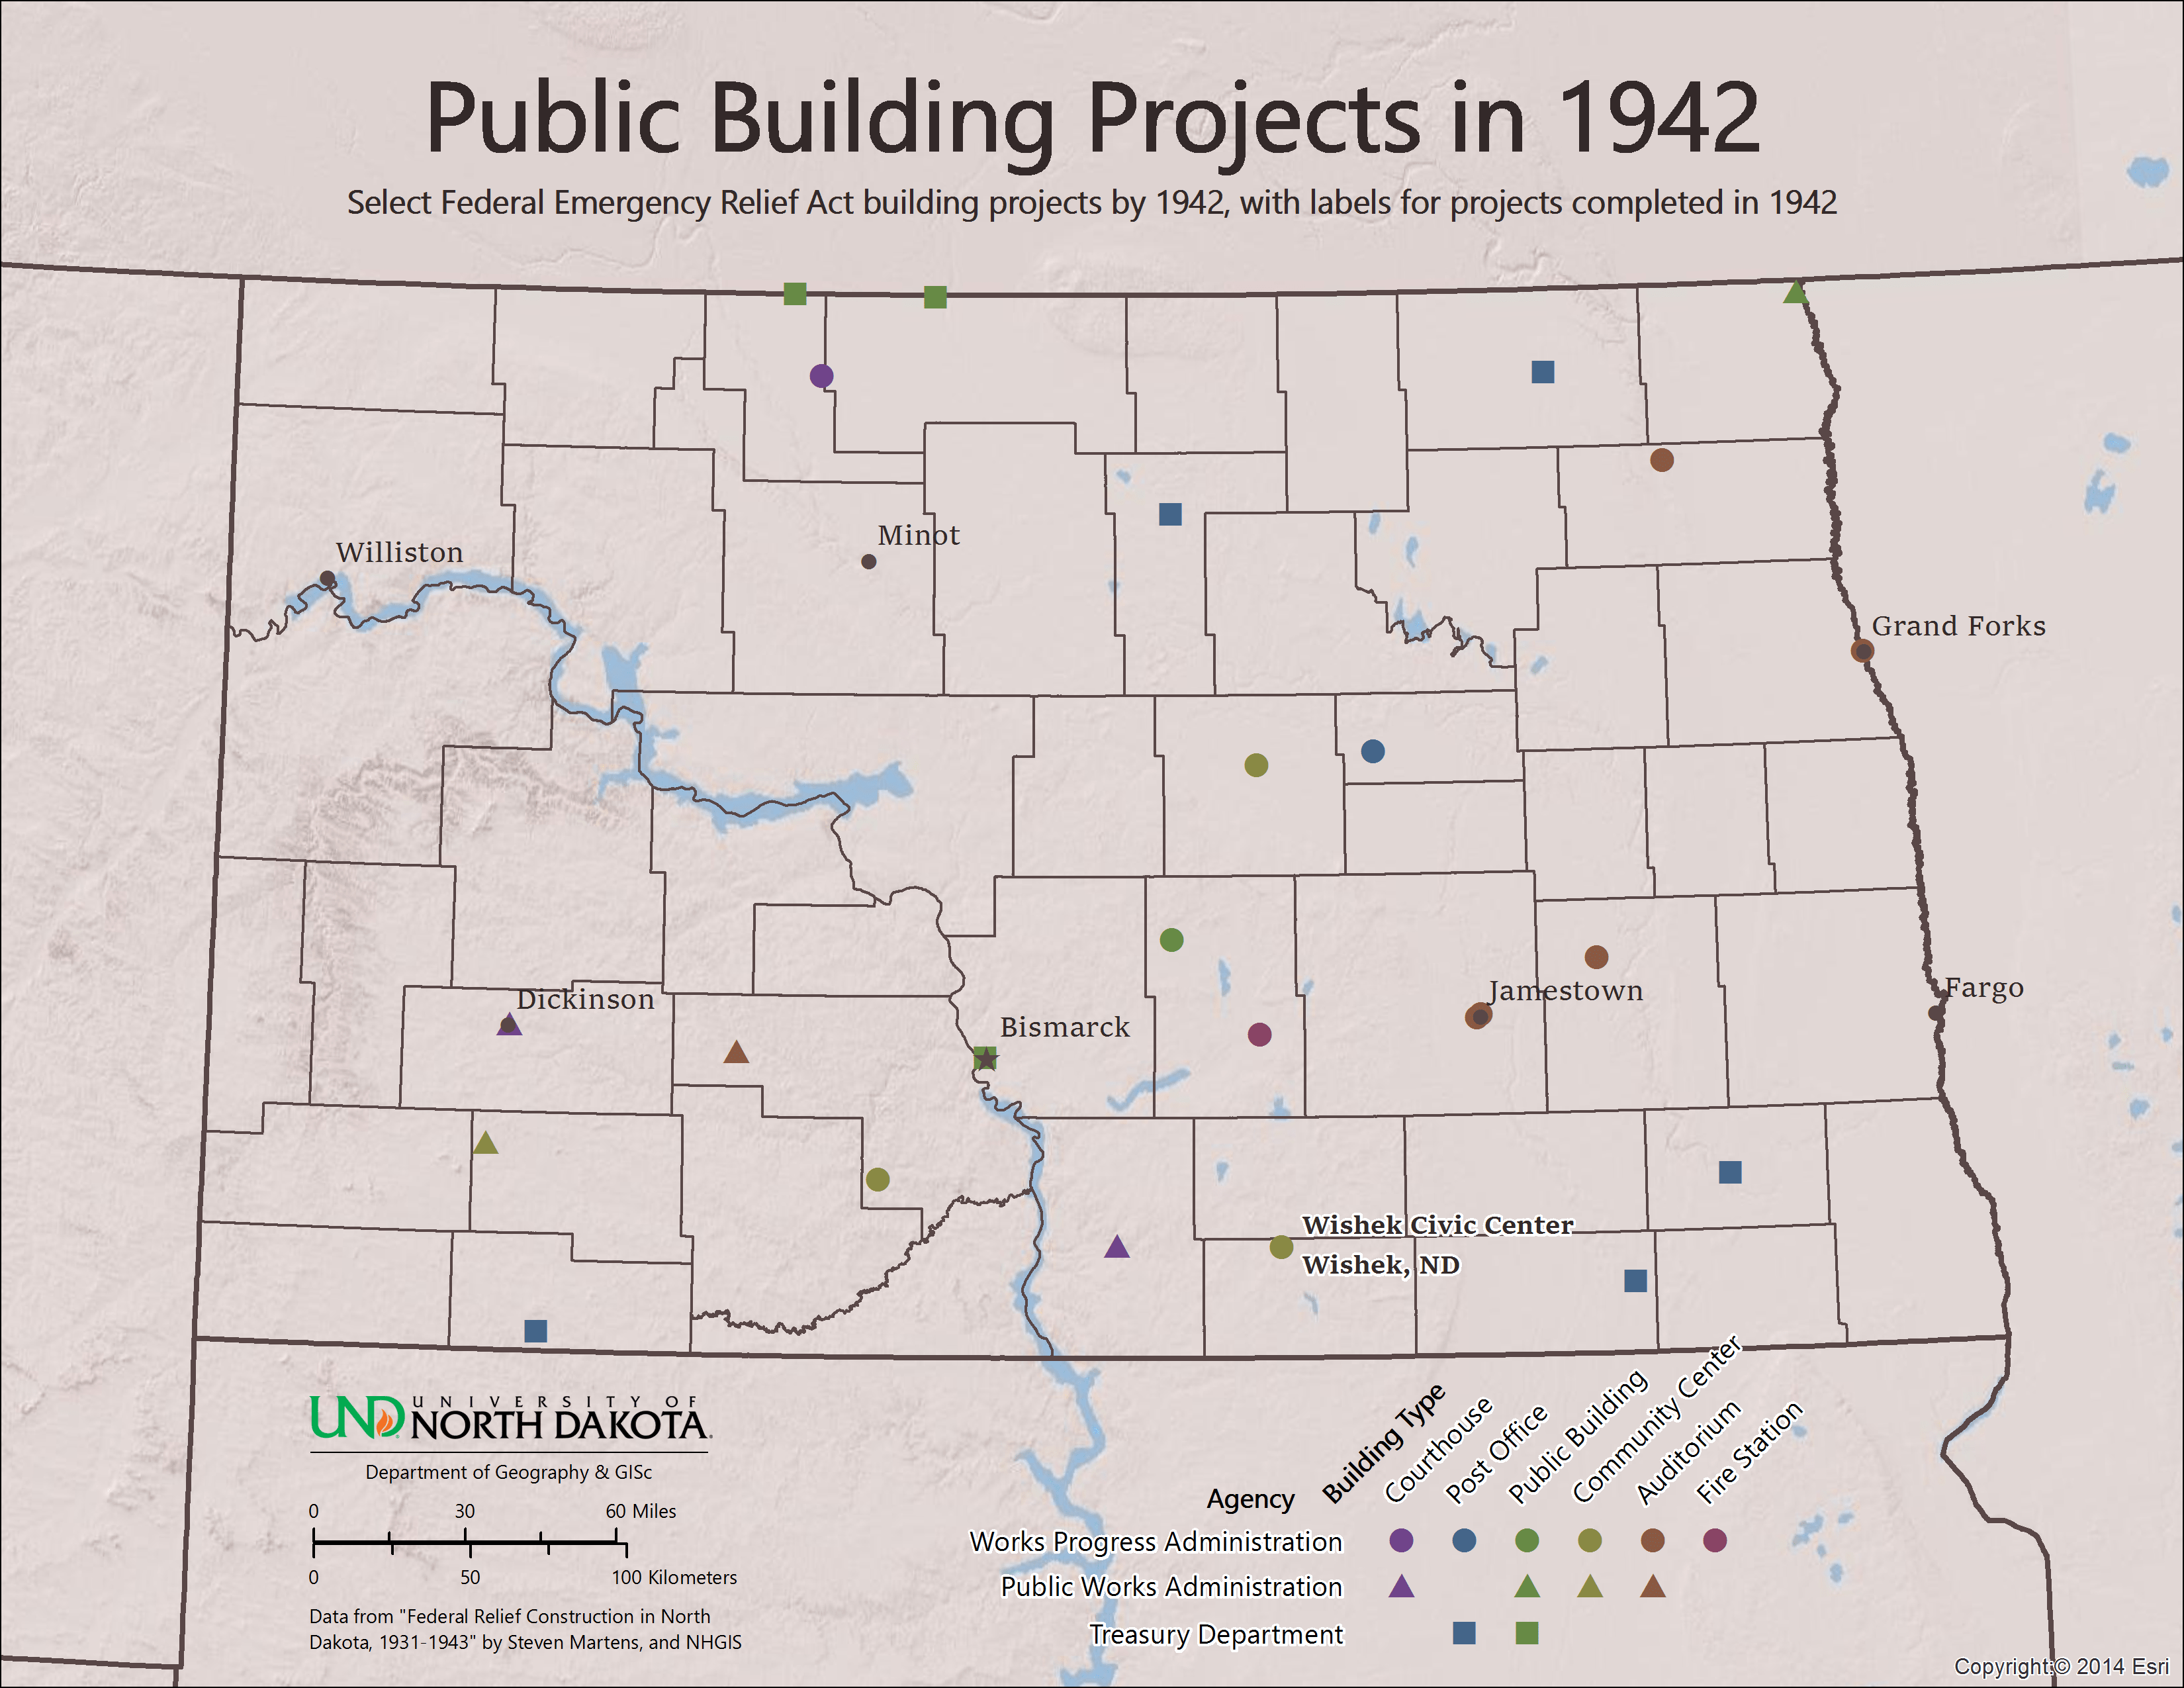 Public Building Projects in 1942
Select Federal Emergency Relief Act building projects by 1942, with labels for projects completed in 1942
Minot
Williston
Grand Forks
Jamestown
Fargo
Dickinson
Bismarck
Wishek Civic Center
Wishek, ND
UND UNIVERSITY OF
NORTH DAKOTA.
Department of Geography & GISc
0 30 60 Miles
0 50 100 Kilometers
Data from "Federal Relief Construction in North
Dakota, 1931-1943" by Steven Martens, and NHGIS
Agency
Building Type
Courthouse
Post Office
Public Building
Community Center
Auditorium
Fire Station
Works Progress Administration
Public Works Administration
Treasury Department
Copyright:© 2014 Esri